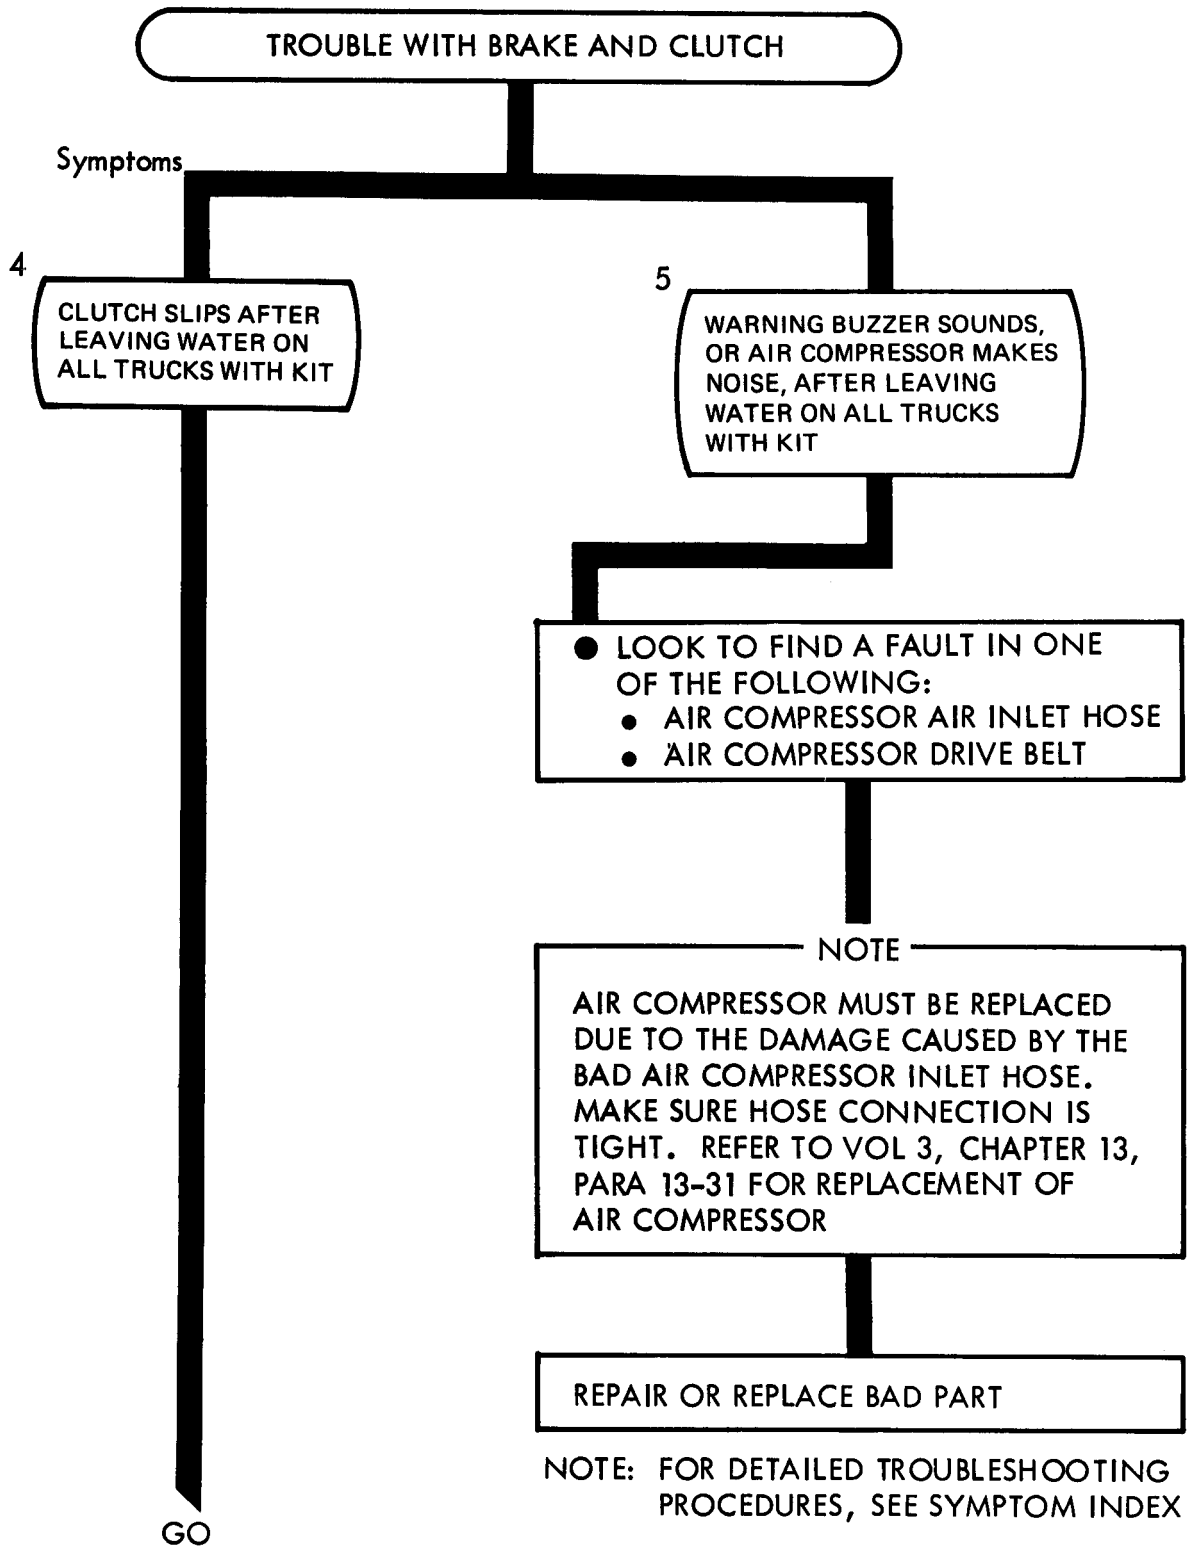 TROUBLE WITH BRAKE AND CLUTCH
Symptoms
4
CLUTCH SLIPS AFTER
LEAVING WATER ON
ALL TRUCKS WITH KIT
5
WARNING BUZZER SOUNDS,
OR AIR COMPRESSOR MAKES
NOISE, AFTER LEAVING
WATER ON ALL TRUCKS
WITH KIT
● LOOK TO FIND A FAULT IN ONE
OF THE FOLLOWING:
● AIR COMPRESSOR AIR INLET HOSE
● AIR COMPRESSOR DRIVE BELT
NOTE
AIR COMPRESSOR MUST BE REPLACED
DUE TO THE DAMAGE CAUSED BY THE
BAD AIR COMPRESSOR INLET HOSE.
MAKE SURE HOSE CONNECTION IS
TIGHT. REFER TO VOL 3, CHAPTER 13,
PARA 13-31 FOR REPLACEMENT OF
AIR COMPRESSOR
REPAIR OR REPLACE BAD PART
NOTE: FOR DETAILED TROUBLESHOOTING
PROCEDURES, SEE SYMPTOM INDEX
GO